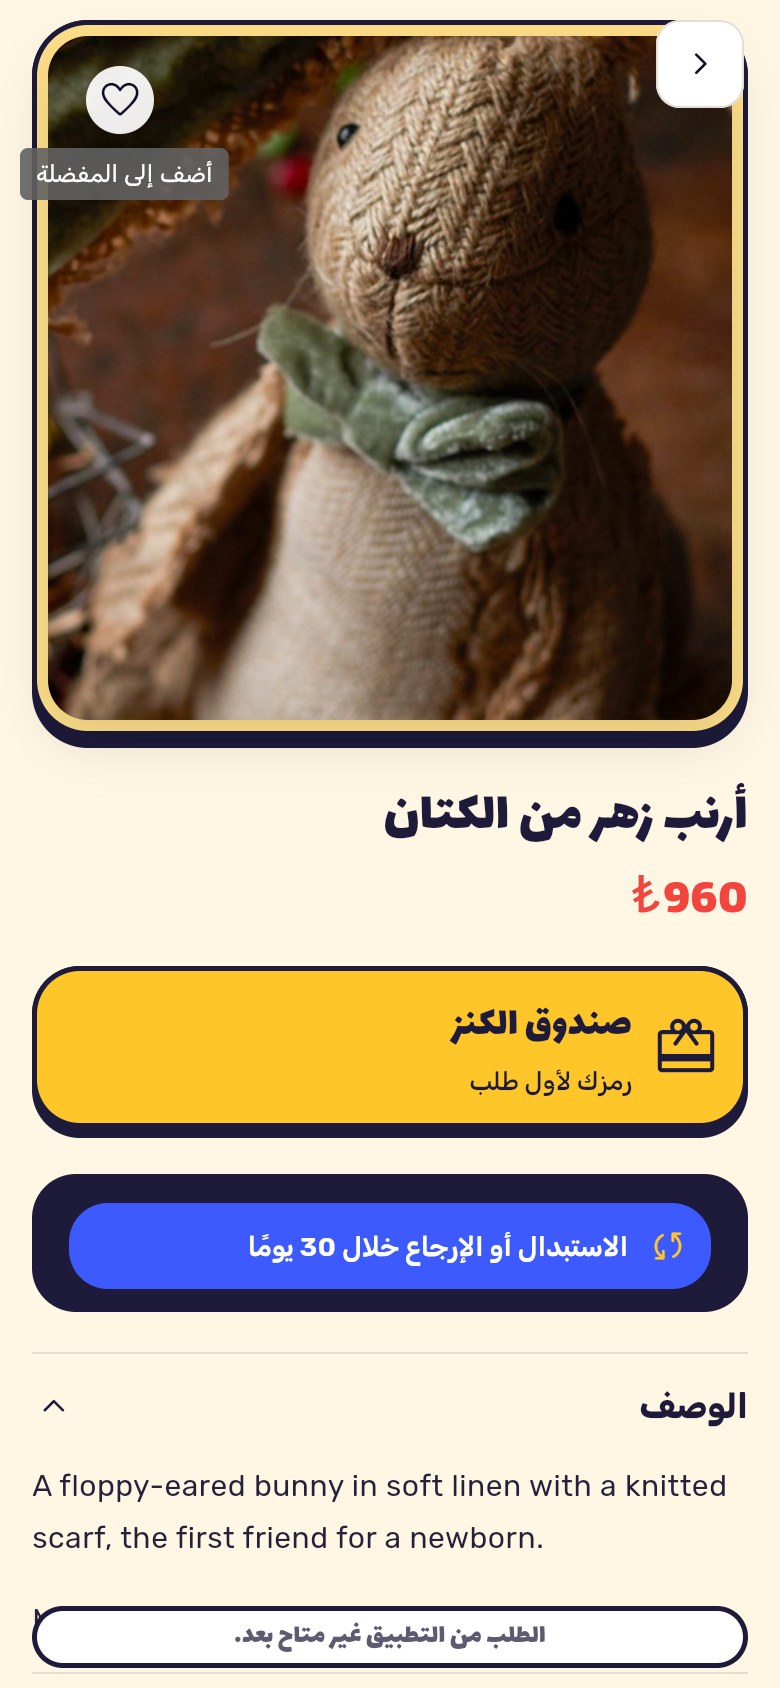 أضف إلى المفضلة
أرنب زهر من الكتان
₺960
صندوق الكنز
رمزك لأول طلب
الاستبدال أو الإرجاع خلال 30 يومًا
الوصف
A floppy-eared bunny in soft linen with a knitted
scarf, the first friend for a newborn.
الطلب من التطبيق غير متاح بعد.